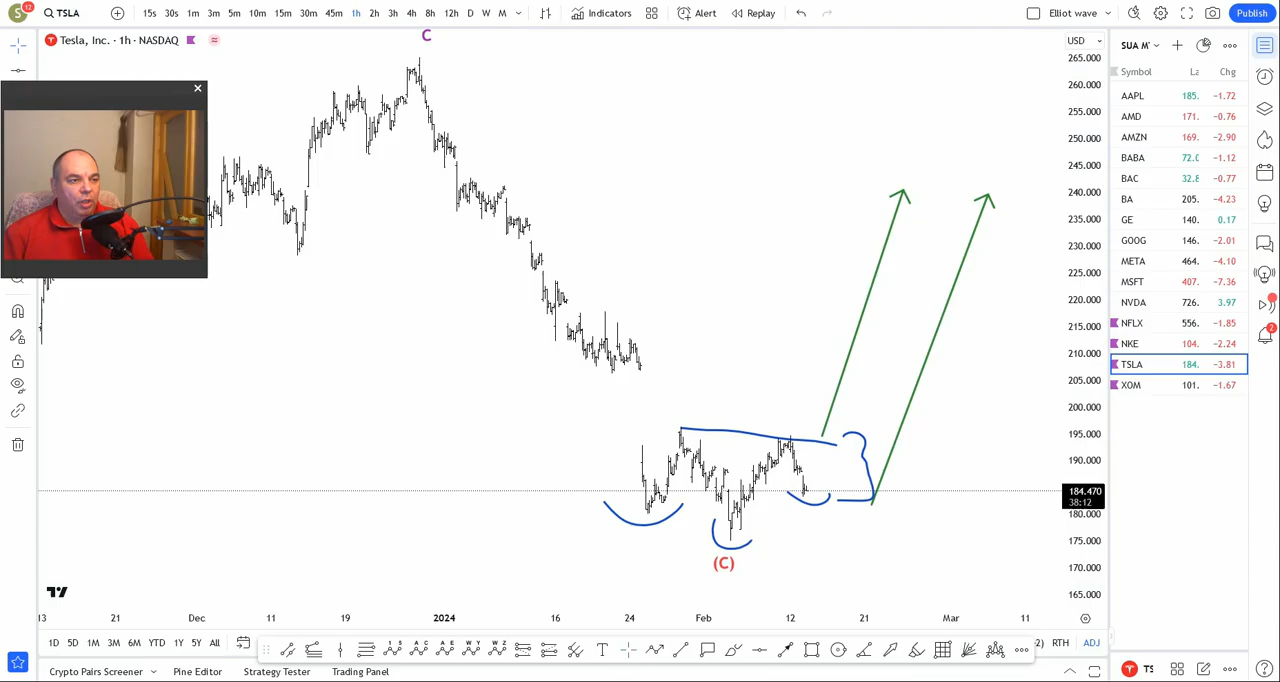 S 12 TSLA 15s 30s 1m 3m 5m 10m 15m 30m 45m 1h 2h 3h 4h 8h 12h D W M Indicators Alert Replay Elliot wave Publish
Tesla, Inc. · 1h · NASDAQ
C
USD
265.000
260.000
255.000
250.000
245.000
240.000
235.000
230.000
225.000
220.000
215.000
210.000
205.000
200.000
195.000
190.000
184.470
38:12
180.000
175.000
170.000
165.000
(C)
SUA M
Symbol La Chg
AAPL 185. −1.72
AMD 171. −0.76
AMZN 169. −2.90
BABA 72.0 −1.12
BAC 32.8 −0.77
BA 205. −4.23
GE 140. 0.17
GOOG 146. −2.01
META 464. −4.10
MSFT 407. −7.36
NVDA 726. 3.97
NFLX 556. −1.85
NKE 104. −2.24
TSLA 184. −3.81
XOM 101. −1.67
2
13 21 Dec 11 19 2024 16 24 Feb 12 21 Mar 11
1D 5D 1M 3M 6M YTD 1Y 5Y All 2) RTH ADJ
Crypto Pairs Screener Pine Editor Strategy Tester Trading Panel